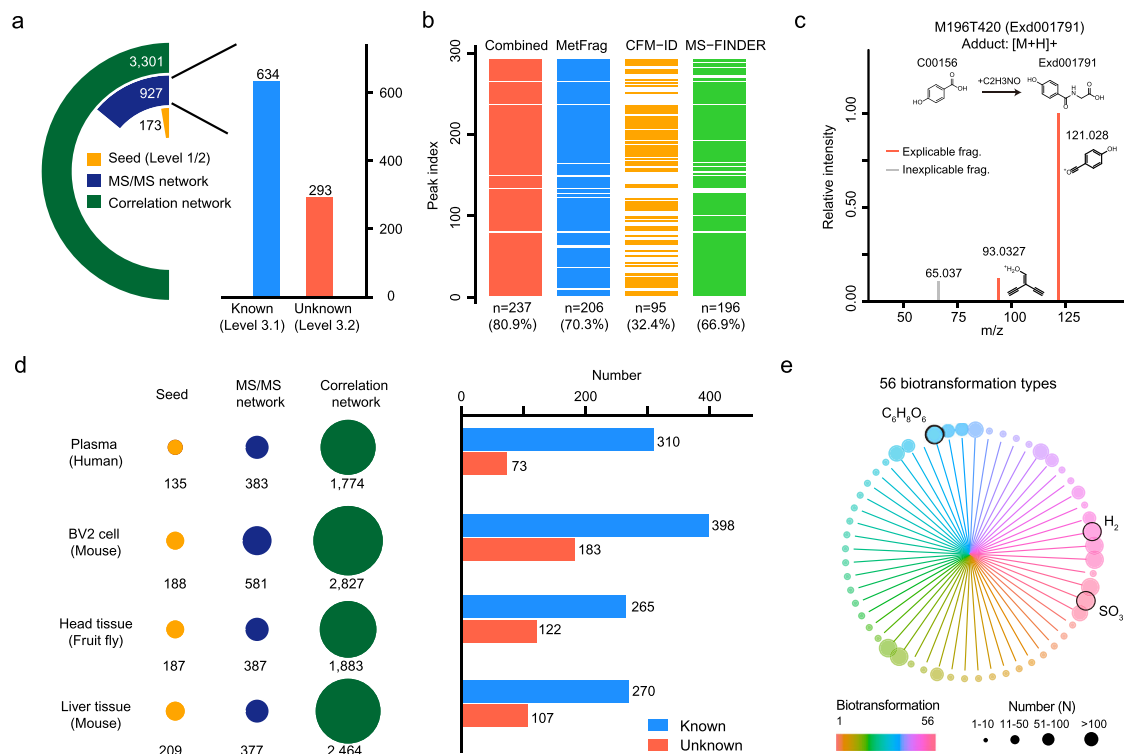 a
3,301
927
173
Seed (Level 1/2)
MS/MS network
Correlation network
634
293
600
400
200
0
Known
(Level 3.1)
Unknown
(Level 3.2)
b
Combined
MetFrag
CFM−ID
MS−FINDER
Peak index
300
200
100
0
n=237
(80.9%)
n=206
(70.3%)
n=95
(32.4%)
n=196
(66.9%)
c
M196T420 (Exd001791)
Adduct: [M+H]+
C00156
+C2H3NO
Exd001791
Relative intensity
1.00
0.50
0.00
Explicable frag.
Inexplicable frag.
121.028
93.0327
65.037
50
75
100
125
m/z
d
Seed
MS/MS
network
Correlation
network
Plasma
(Human)
135
383
1,774
BV2 cell
(Mouse)
188
581
2,827
Head tissue
(Fruit fly)
187
387
1,883
Liver tissue
(Mouse)
209
377
2,464
Number
0
200
400
310
73
398
183
265
122
270
107
Known
Unknown
e
56 biotransformation types
C6H8O6
H2
SO3
Biotransformation
1
56
Number (N)
1-10
11-50
51-100
>100